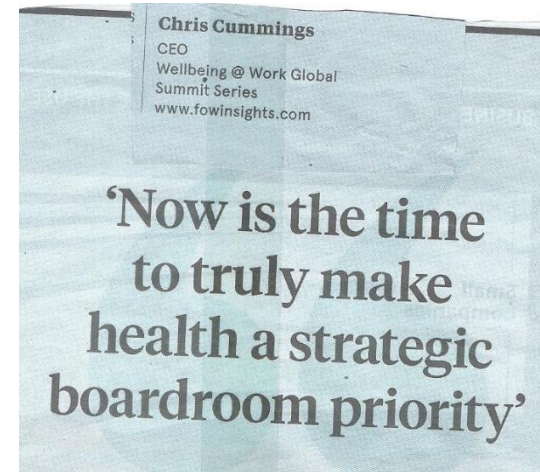 Chris Cummings
CEO
Wellbeing @ Work Global
Summit Series
www.fowinsights.com
‘Now is the time
to truly make
health a strategic
boardroom priority’